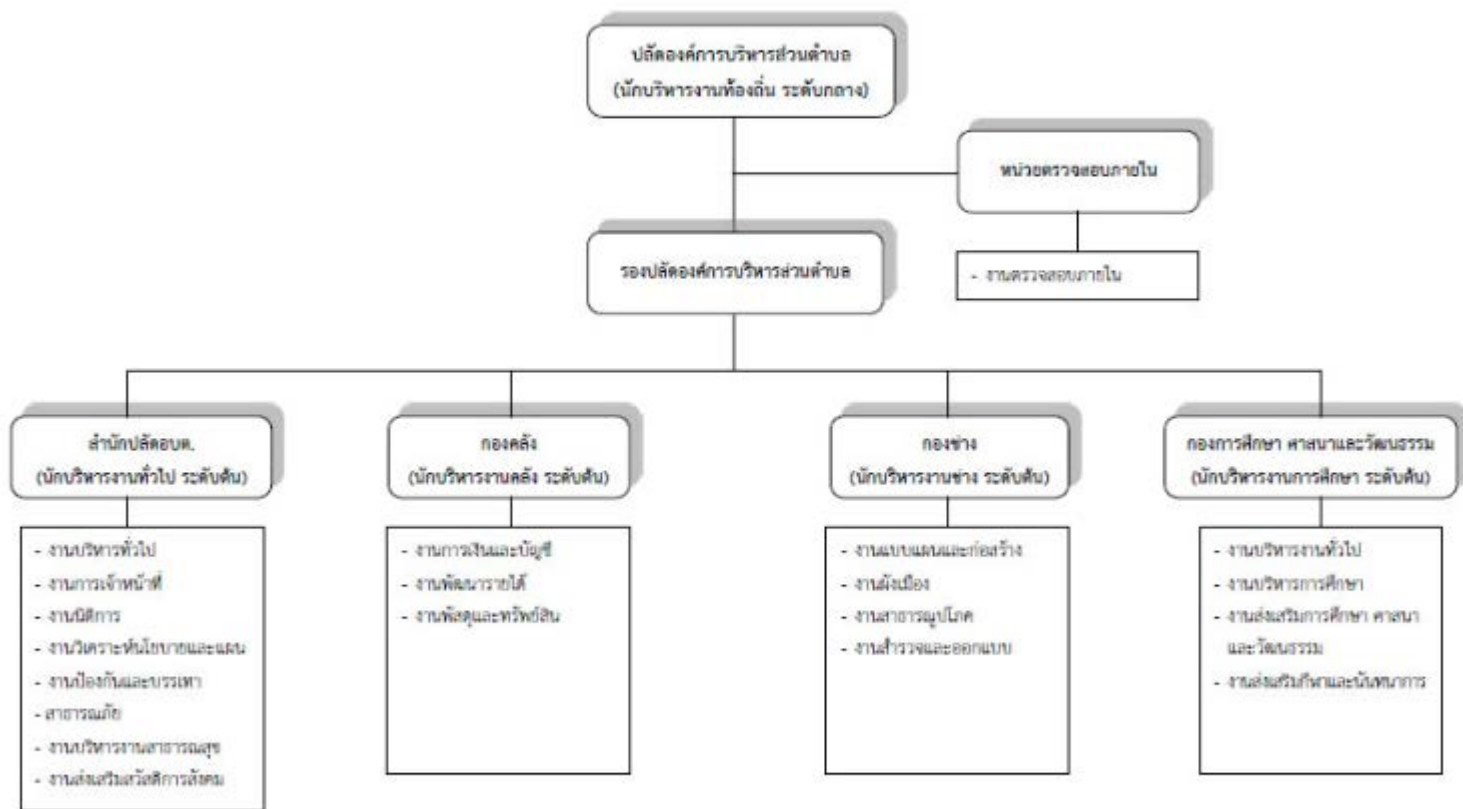 ปลัดองค์การบริหารส่วนตำบล
(นักบริหารงานท้องถิ่น ระดับกลาง)
หน่วยตรวจสอบภายใน
รองปลัดองค์การบริหารส่วนตำบล
- งานตรวจสอบภายใน
สำนักปลัดอบต.
(นักบริหารงานทั่วไป ระดับต้น)
- งานบริหารทั่วไป
- งานการเจ้าหน้าที่
- งานนิติการ
- งานวิเคราะห์นโยบายและแผน
- งานป้องกันและบรรเทา
- สาธารณภัย
- งานบริหารงานสาธารณสุข
- งานส่งเสริมสวัสดิการสังคม
กองคลัง
(นักบริหารงานคลัง ระดับต้น)
- งานการเงินและบัญชี
- งานพัฒนารายได้
- งานพัสดุและทรัพย์สิน
กองช่าง
(นักบริหารงานช่าง ระดับต้น)
- งานแบบแผนและก่อสร้าง
- งานผังเมือง
- งานสาธารณูปโภค
- งานสำรวจและออกแบบ
กองการศึกษา ศาสนาและวัฒนธรรม
(นักบริหารงานการศึกษา ระดับต้น)
- งานบริหารงานทั่วไป
- งานบริหารการศึกษา
- งานส่งเสริมการศึกษา ศาสนา
และวัฒนธรรม
- งานส่งเสริมกีฬาและนันทนาการ